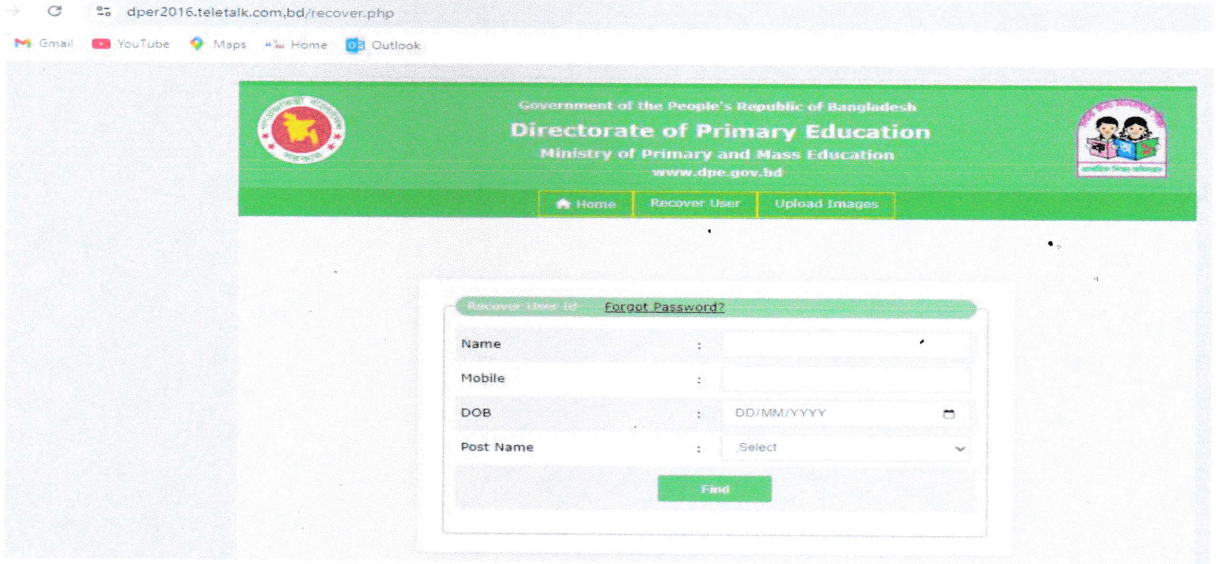 dper2016.teletalk.com,bd/recover.php
Gmail YouTube Maps Home Outlook
Government of the People's Republic of Bangladesh
Directorate of Primary Education
Ministry of Primary and Mass Education
www.dpe.gov.bd
Home Recover User Upload Images
Recover User Id Forgot Password?
Name :
Mobile :
DOB : DD/MM/YYYY
Post Name : Select
Find